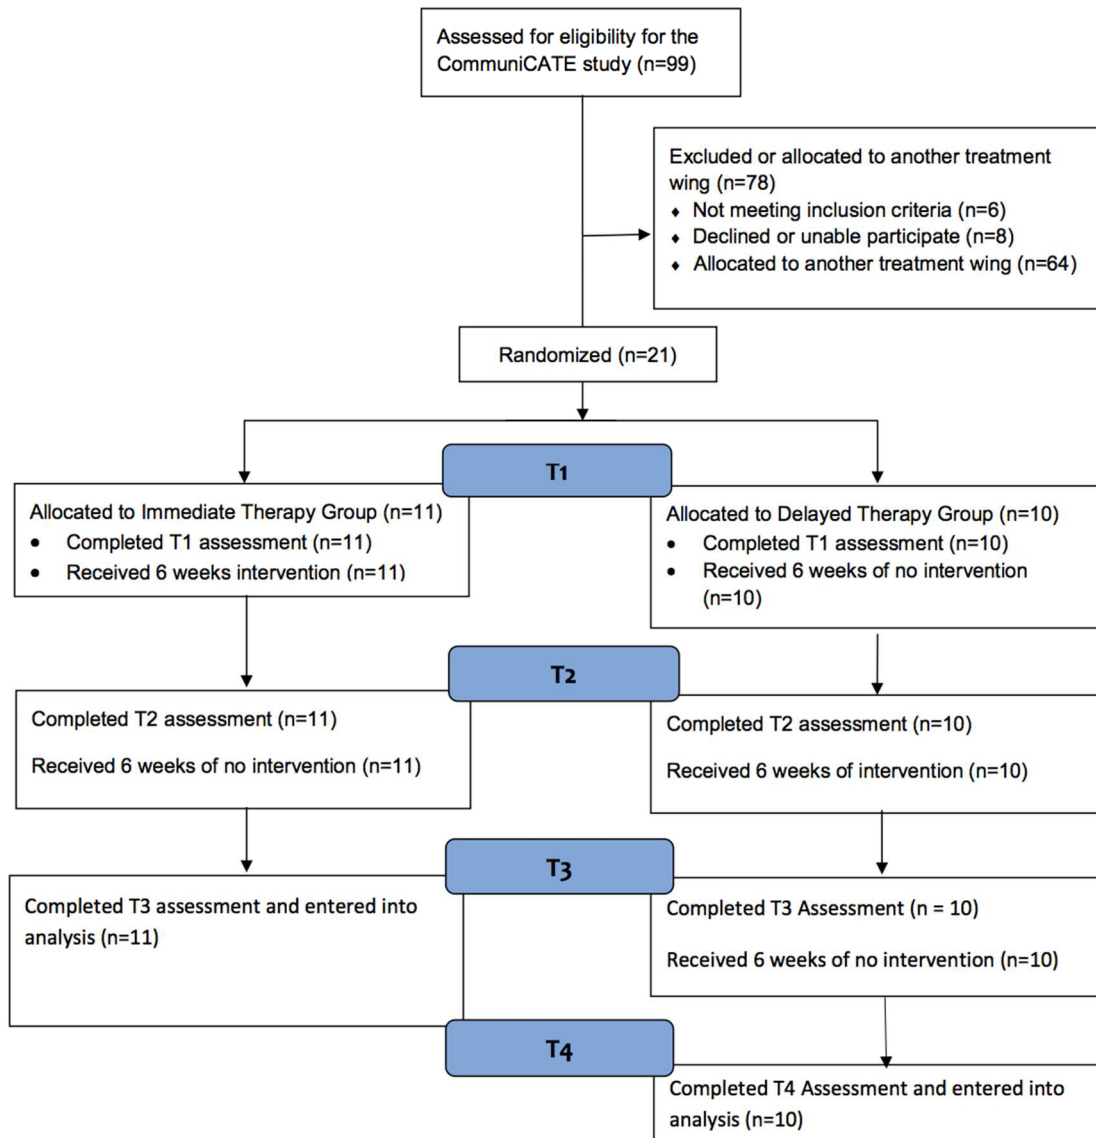 Assessed for eligibility for the
CommuniCATE study (n=99)
Excluded or allocated to another treatment
wing (n=78)
♦ Not meeting inclusion criteria (n=6)
♦ Declined or unable participate (n=8)
♦ Allocated to another treatment wing (n=64)
Randomized (n=21)
T1
Allocated to Immediate Therapy Group (n=11)
• Completed T1 assessment (n=11)
• Received 6 weeks intervention (n=11)
Allocated to Delayed Therapy Group (n=10)
• Completed T1 assessment (n=10)
• Received 6 weeks of no intervention
(n=10)
T2
Completed T2 assessment (n=11)
Received 6 weeks of no intervention (n=11)
Completed T2 assessment (n=10)
Received 6 weeks of intervention (n=10)
T3
Completed T3 assessment and entered into
analysis (n=11)
Completed T3 Assessment (n = 10)
Received 6 weeks of no intervention (n=10)
T4
Completed T4 Assessment and entered into
analysis (n=10)